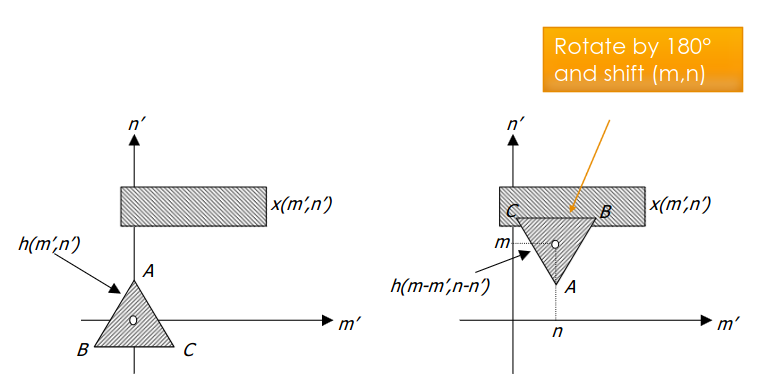 Rotate by 180°
and shift (m,n)
n′
x(m′,n′)
h(m′,n′)
A
m′
B
C
n′
x(m′,n′)
C
B
m
h(m-m′,n-n′)
A
m′
n